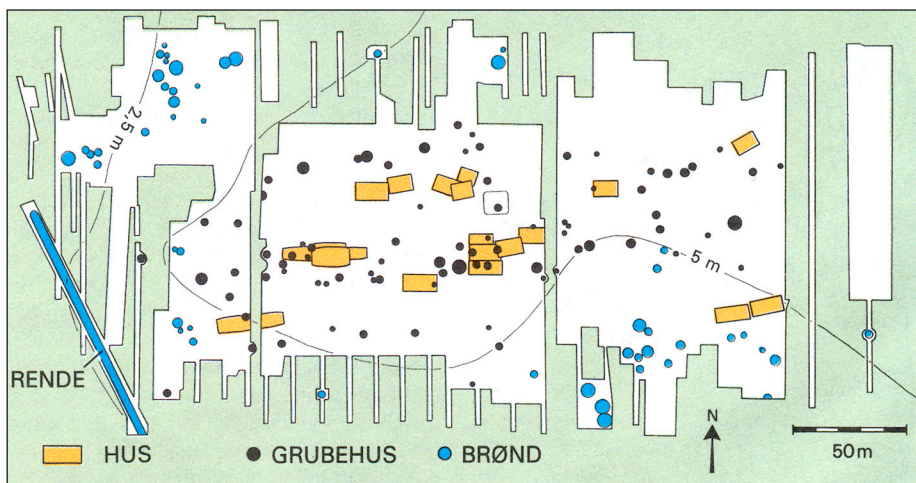 2,5 m
5 m
RENDE
HUS
GRUBEHUS
BRØND
N
50m